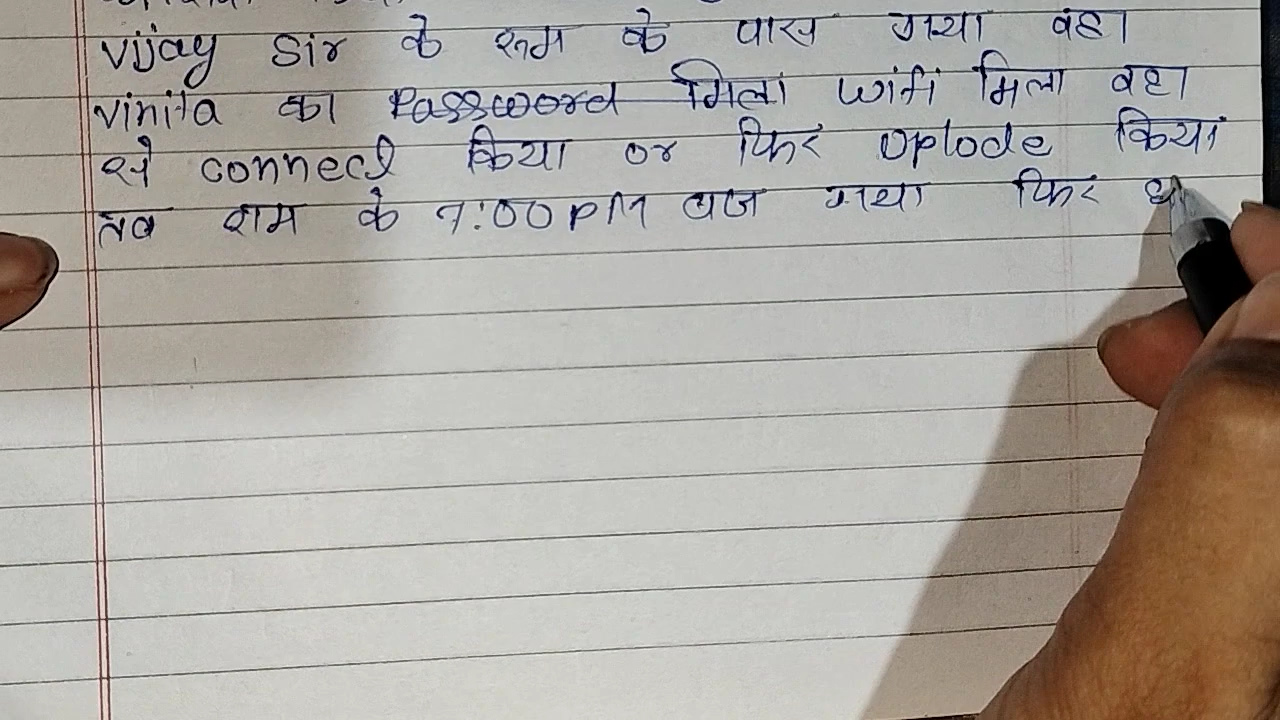 vijay sir के रूम के पास गया वहा
vinita का Password मिला wifi मिला वहा
से connect किया or फिर Oplode किया
तब शाम के 7:00 PM बज गया फिर